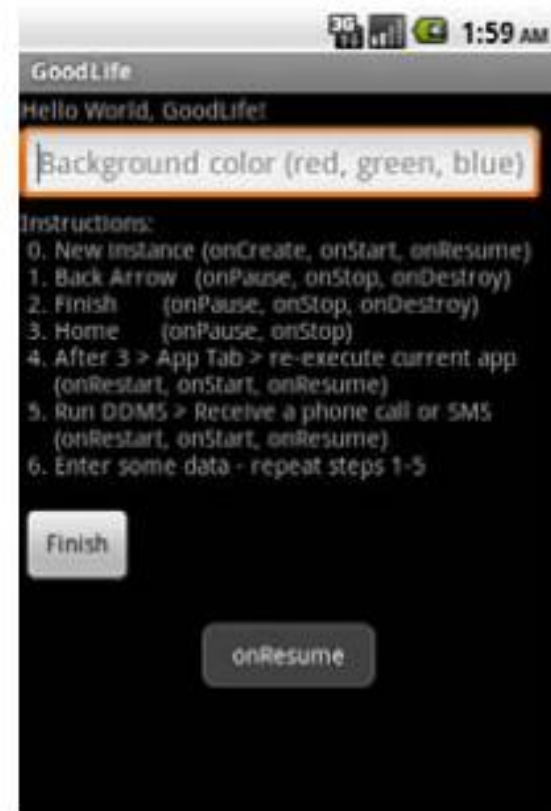 3G 1:59 AM
GoodLife
Hello World, GoodLife!
Background color (red, green, blue)
Instructions:
0. New instance (onCreate, onStart, onResume)
1. Back Arrow (onPause, onStop, onDestroy)
2. Finish (onPause, onStop, onDestroy)
3. Home (onPause, onStop)
4. After 3 > App Tab > re-execute current app
(onRestart, onStart, onResume)
5. Run DDMS > Receive a phone call or SMS
(onRestart, onStart, onResume)
6. Enter some data - repeat steps 1-5
Finish
onResume